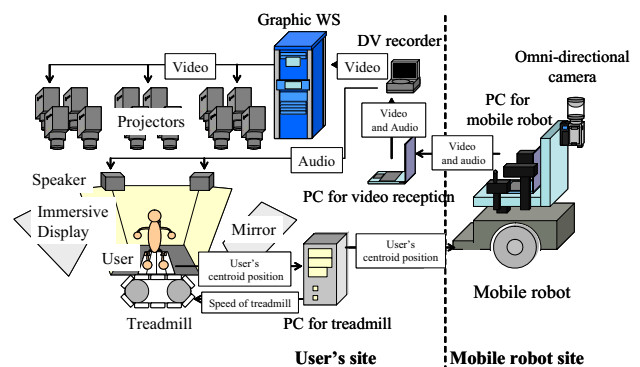 Graphic WS
DV recorder
Video
Video
Omni-directional
camera
PC for
mobile robot
Projectors
Video
and Audio
Video
and audio
Audio
Speaker
PC for video reception
Immersive
Display
Mirror
User
User's
centroid position
User's
centroid position
Speed of treadmill
Treadmill
PC for treadmill
Mobile robot
User's site
Mobile robot site